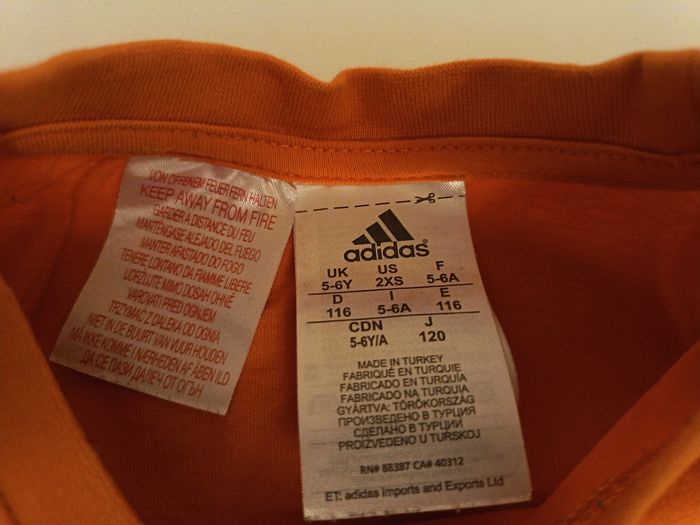 VON OFFENEM FEUER FERN HALTEN
KEEP AWAY FROM FIRE
GARDER A DISTANCE DU FEU
MANTENGASE ALEJADO DEL FUEGO
MANTER AFASTADO DO FOGO
TENERE LONTANO DA FIAMME LIBERE
UDRŽUJTE MIMO DOSAH OHNĚ
VAROVATI PRED OGNJEM
TRZYMAĆ Z DALEKA OD OGNIA
NIET IN DE BUURT VAN VUUR HOUDEN
MÅ IKKE KOMME I NÆRHEDEN AF ÅBEN ILD
ДА СЕ ПАЗИ ДАЛЕЧ ОТ ОГЪН
adidas®
UK US F
5-6Y 2XS 5-6A
D I E
116 5-6A 116
CDN J
5-6Y/A 120
MADE IN TURKEY
FABRIQUÉ EN TURQUIE
FABRICADO EN TURQUÍA
FABRICADO NA TURQUIA
GYÁRTVA: TÖRÖKORSZÁG
ПРОИЗВЕДЕНО В ТУРЦИЯ
СДЕЛАНО В ТУРЦИИ
PROIZVEDENO U TURSKOJ
RN# 88387 CA# 40312
ET: adidas Imports and Exports Ltd